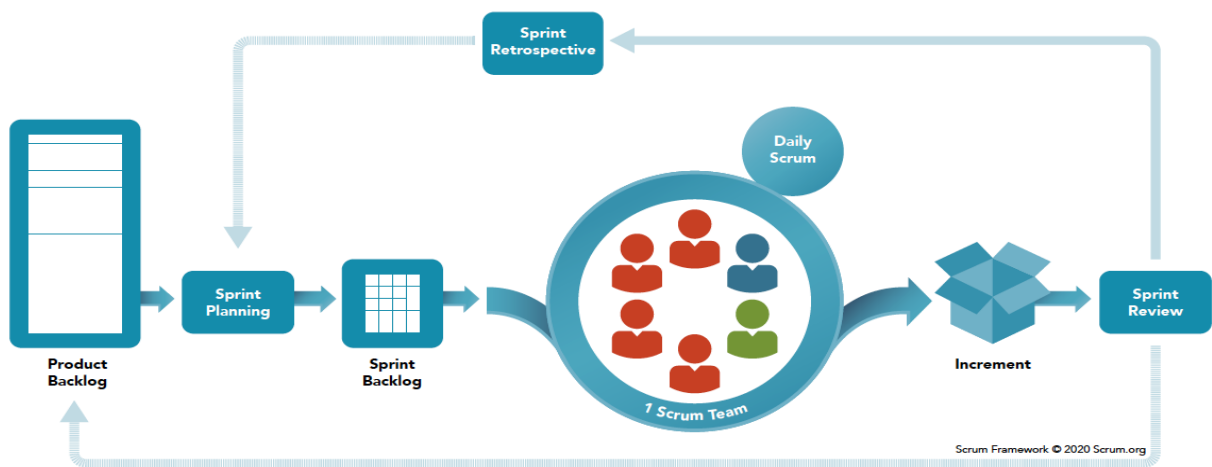 Sprint
Retrospective
Daily
Scrum
Sprint
Planning
Sprint
Review
Product
Backlog
Sprint
Backlog
1 Scrum Team
Increment
Scrum Framework © 2020 Scrum.org